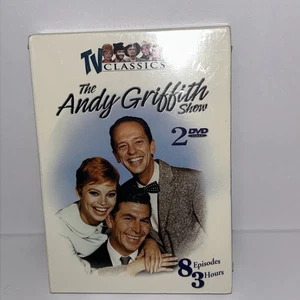 TV
CLASSICS
The
Andy Griffith
Show
2 DVD
8 Episodes
3 Hours